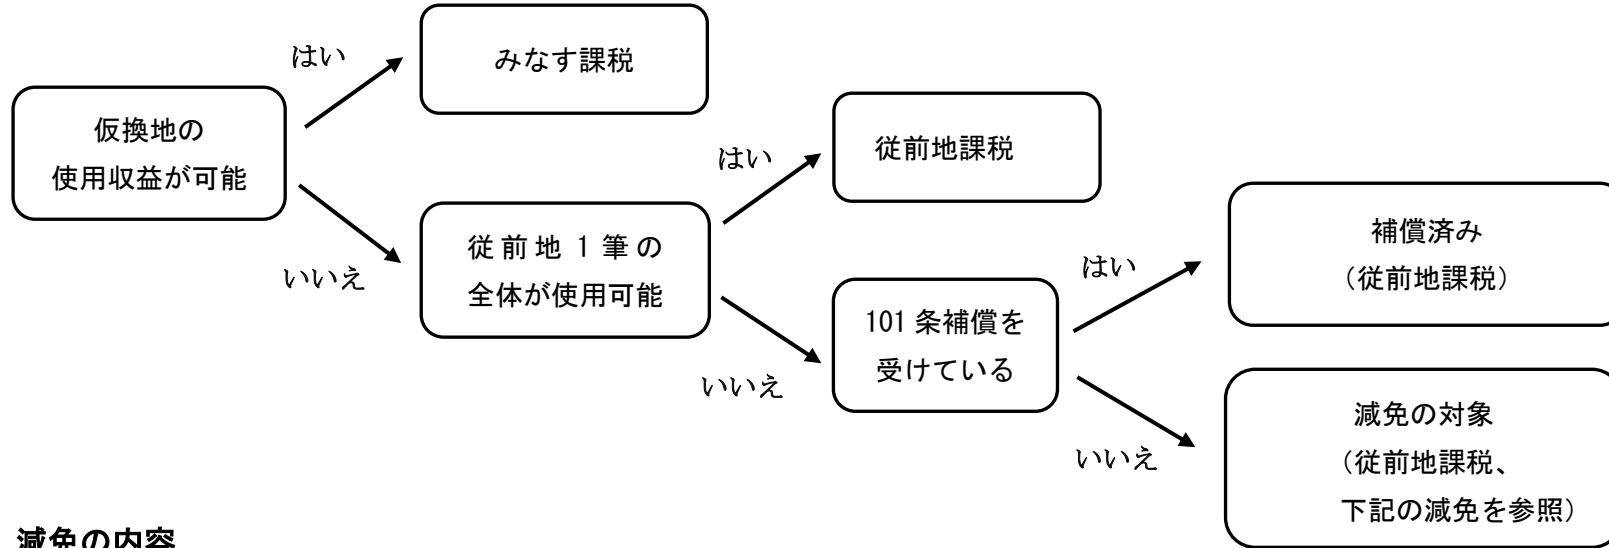 はい
みなす課税
仮換地の
使用収益が可能
はい
従前地課税
いいえ
従前地 1 筆の
全体が使用可能
はい
補償済み
(従前地課税)
いいえ
101 条補償を
受けている
いいえ
減免の対象
(従前地課税、
下記の減免を参照)
減免の内容